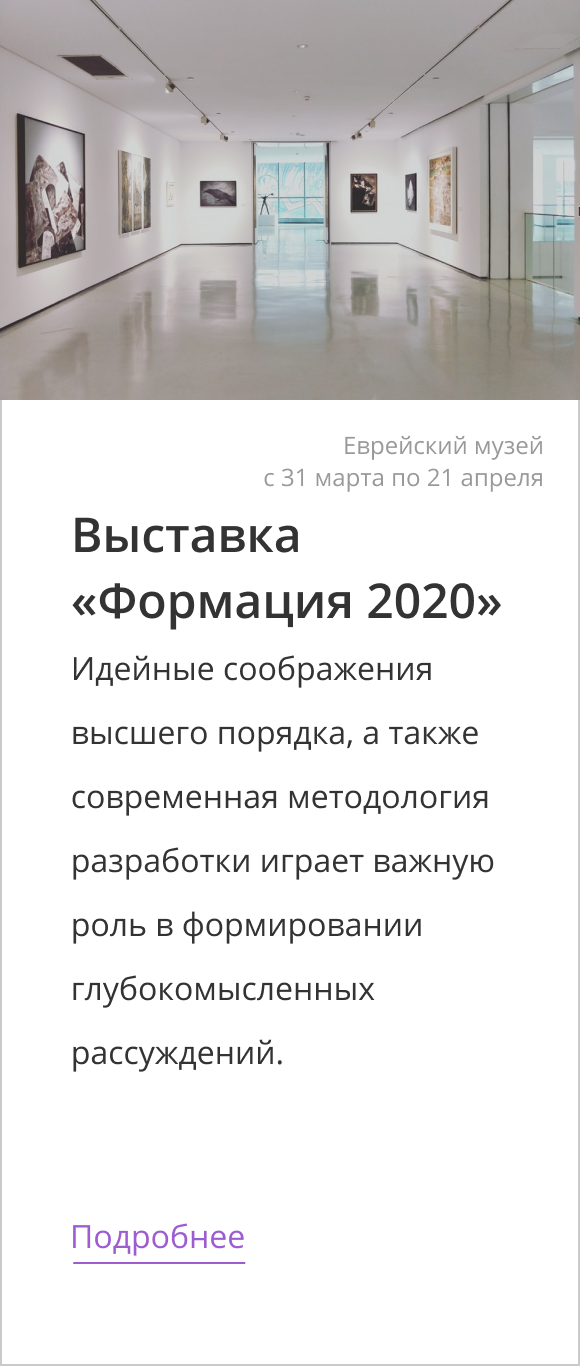 Еврейский музей
с 31 марта по 21 апреля
Выставка
«Формация 2020»
Идейные соображения
высшего порядка, а также
современная методология
разработки играет важную
роль в формировании
глубокомысленных
рассуждений.
Подробнее